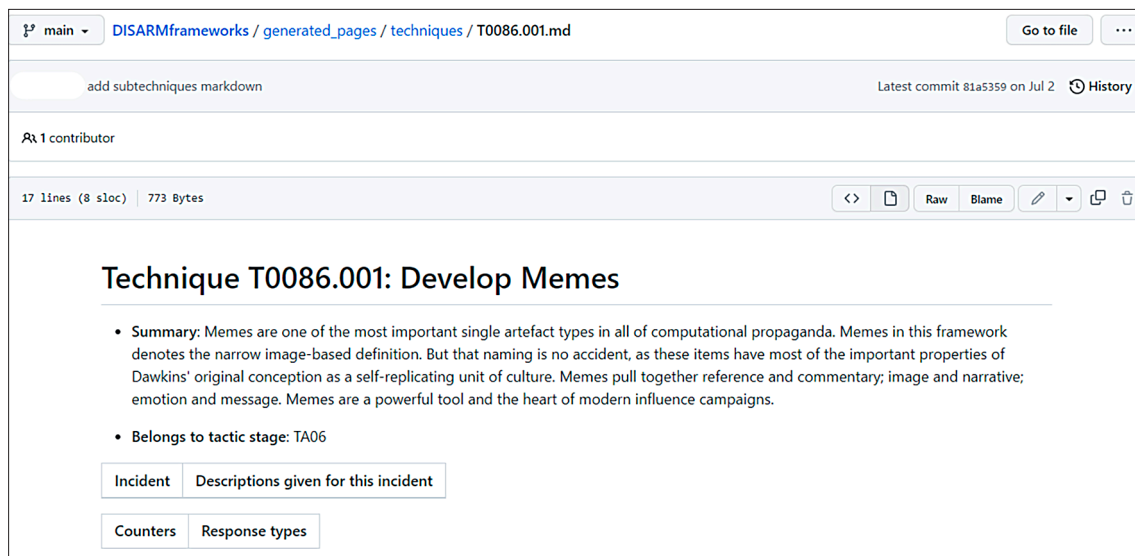 main
DISARMframeworks / generated_pages / techniques / T0086.001.md
Go to file
...
add subtechniques markdown
Latest commit 81a5359 on Jul 2
History
1 contributor
17 lines (8 sloc)
773 Bytes
<>
Raw
Blame
Technique T0086.001: Develop Memes
• Summary: Memes are one of the most important single artefact types in all of computational propaganda. Memes in this framework
denotes the narrow image-based definition. But that naming is no accident, as these items have most of the important properties of
Dawkins' original conception as a self-replicating unit of culture. Memes pull together reference and commentary; image and narrative;
emotion and message. Memes are a powerful tool and the heart of modern influence campaigns.
• Belongs to tactic stage: TA06
Incident
Descriptions given for this incident
Counters
Response types